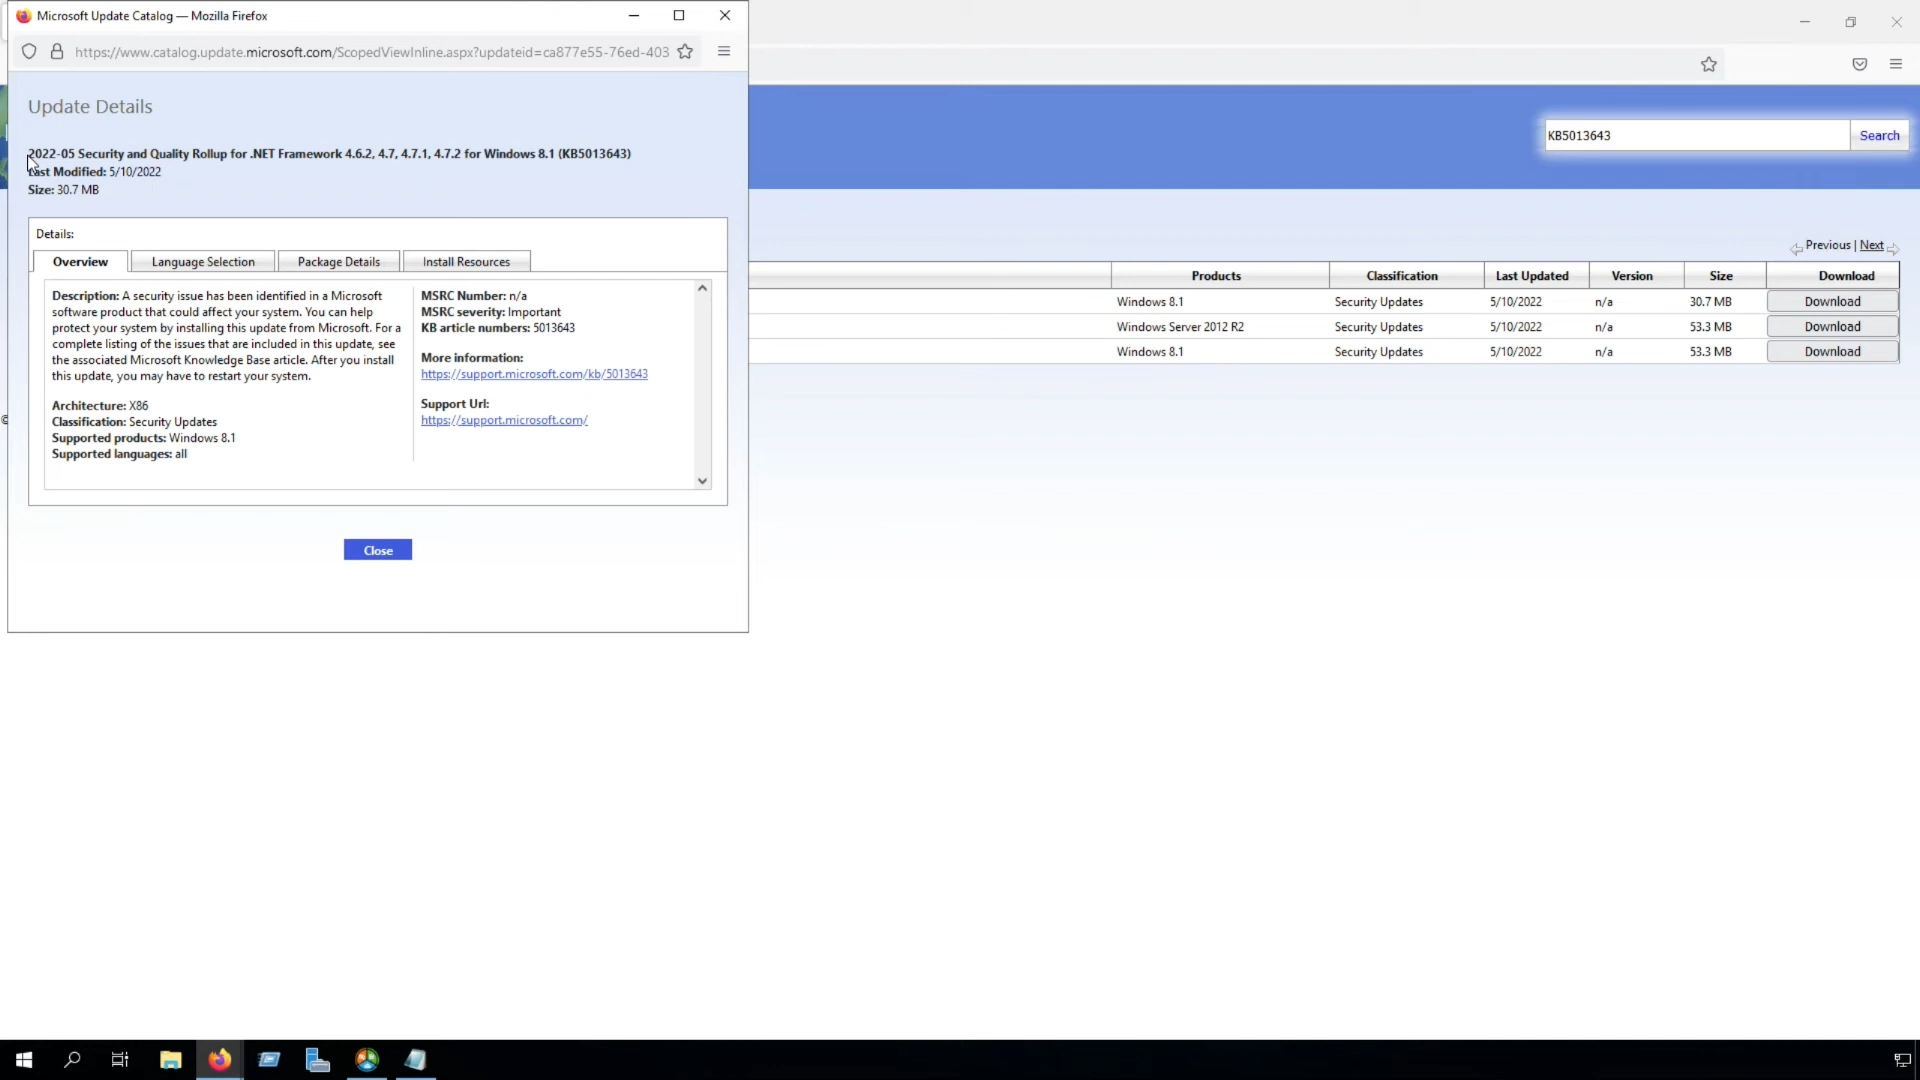 Microsoft Update Catalog — Mozilla Firefox
https://www.catalog.update.microsoft.com/ScopedViewInline.aspx?updateid=ca877e55-76ed-403
Update Details
2022-05 Security and Quality Rollup for .NET Framework 4.6.2, 4.7, 4.7.1, 4.7.2 for Windows 8.1 (KB5013643)
Last Modified: 5/10/2022
Size: 30.7 MB
Details:
Overview
Language Selection
Package Details
Install Resources
Description: A security issue has been identified in a Microsoft
software product that could affect your system. You can help
protect your system by installing this update from Microsoft. For a
complete listing of the issues that are included in this update, see
the associated Microsoft Knowledge Base article. After you install
this update, you may have to restart your system.
Architecture: X86
Classification: Security Updates
Supported products: Windows 8.1
Supported languages: all
MSRC Number: n/a
MSRC severity: Important
KB article numbers: 5013643
More information:
https://support.microsoft.com/kb/5013643
Support Url:
https://support.microsoft.com/
Close
KB5013643
Search
Previous | Next
Products Classification Last Updated Version Size Download
Windows 8.1 Security Updates 5/10/2022 n/a 30.7 MB Download
Windows Server 2012 R2 Security Updates 5/10/2022 n/a 53.3 MB Download
Windows 8.1 Security Updates 5/10/2022 n/a 53.3 MB Download